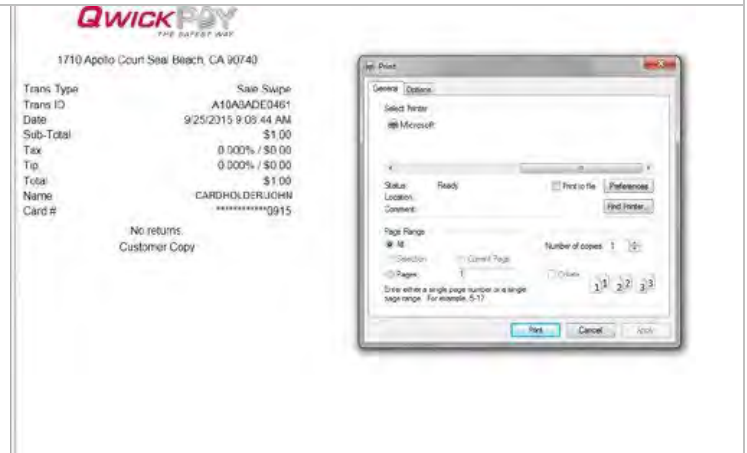 QWICKPAY
THE SAFEST WAY
1710 Apollo Court Seal Beach, CA 90740
Trans Type Sale Swipe
Trans ID A10A8ADE0461
Date 9/25/2015 9:08:44 AM
Sub-Total $1.00
Tax 0.000% / $0.00
Tip 0.000% / $0.00
Total $1.00
Name CARDHOLDER/JOHN
Card # ************0915
No returns.
Customer Copy
Print
General Options
Select Printer
Microsoft
Status: Ready
Print to file Preferences
Location:
Comment:
Find Printer...
Page Range
All
Number of copies: 1
Selection Current Page
Pages: 1
Collate
Enter either a single page number or a single
page range. For example, 5-12
11 22 33
Print Cancel Apply